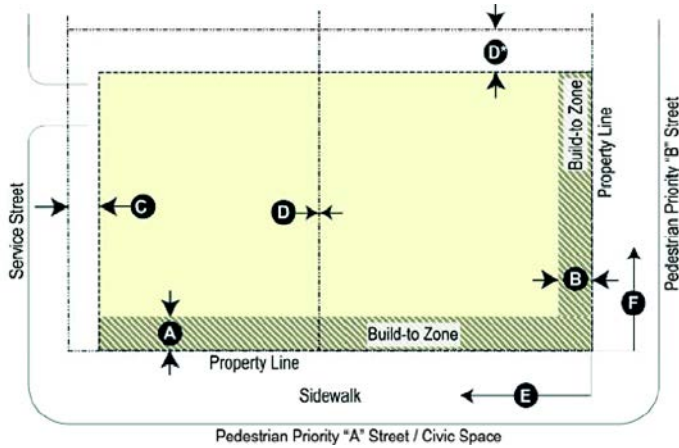 D*
Build-to Zone
Property Line
Pedestrian Priority "B" Street
Service Street
C
D
B
F
A
Build-to Zone
Property Line
Sidewalk
E
Pedestrian Priority "A" Street / Civic Space